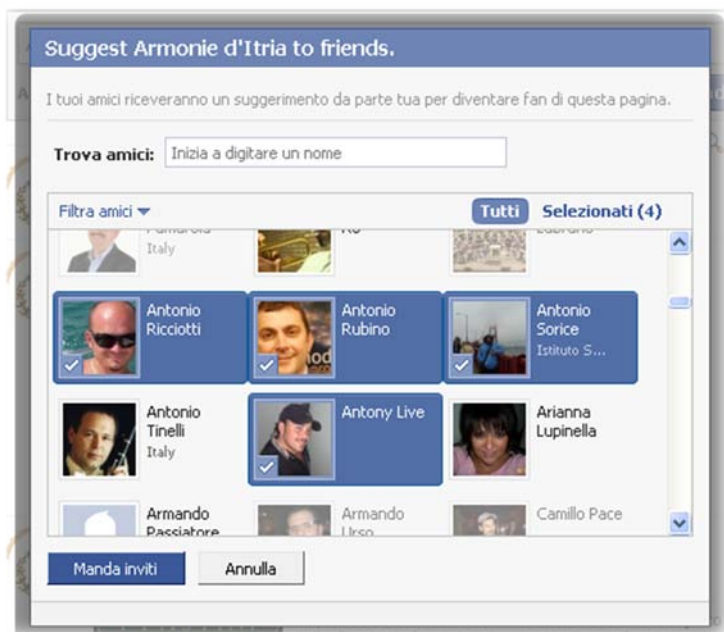 Suggest Armonie d'Itria to friends.
I tuoi amici riceveranno un suggerimento da parte tua per diventare fan di questa pagina.
Trova amici: Inizia a digitare un nome
Filtra amici Tutti Selezionati (4)
Italy
Antonio Ricciotti
Antonio Rubino
Antonio Sorice
Istituto S...
Antonio Tinelli
Italy
Antony Live
Arianna Lupinella
Armando Passiatore
Armando Urso
Camillo Pace
Manda inviti Annulla